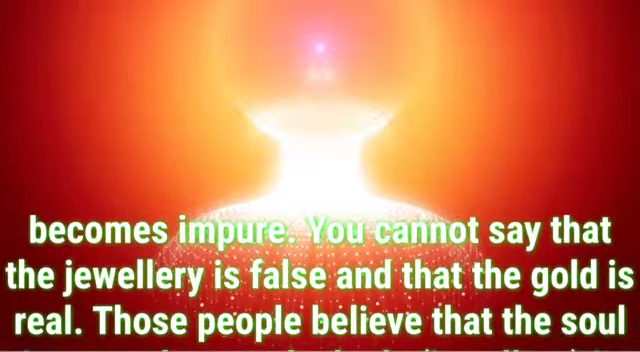 becomes impure. You cannot say that
the jewellery is false and that the gold is
real. Those people believe that the soul